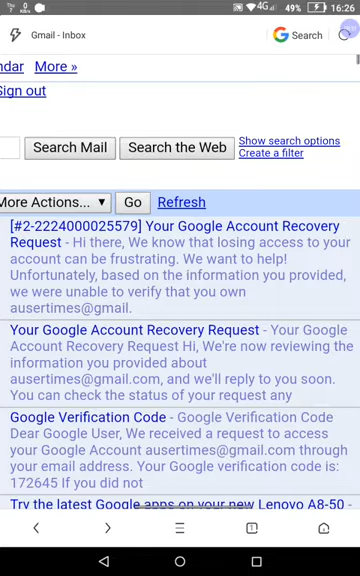 4G
49%
16:26
Gmail - Inbox
Search
ndar More »
Sign out
Search Mail
Search the Web
Show search options
Create a filter
More Actions...
Go
Refresh
[#2-2224000025579] Your Google Account Recovery
Request - Hi there, We know that losing access to your
account can be frustrating. We want to help!
Unfortunately, based on the information you provided,
we were unable to verify that you own
ausertimes@gmail.
Your Google Account Recovery Request - Your Google
Account Recovery Request Hi, We're now reviewing the
information you provided about
ausertimes@gmail.com, and we'll reply to you soon.
You can check the status of your request any
Google Verification Code - Google Verification Code
Dear Google User, We received a request to access
your Google Account ausertimes@gmail.com through
your email address. Your Google verification code is:
172645 If you did not
Try the latest Google apps on your new Lenovo A8-50 -
1